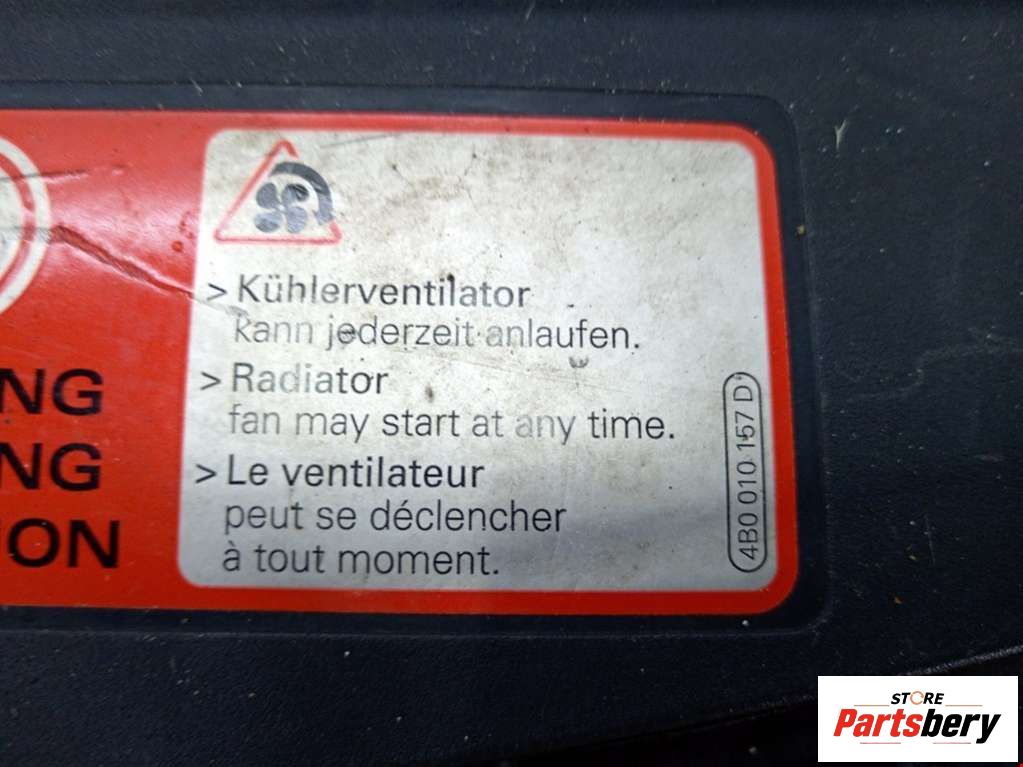 NG
NG
ION
> Kühlerventilator
kann jederzeit anlaufen.
> Radiator
fan may start at any time.
> Le ventilateur
peut se déclencher
à tout moment.
4B0 010 157 D
STORE
Partsbery